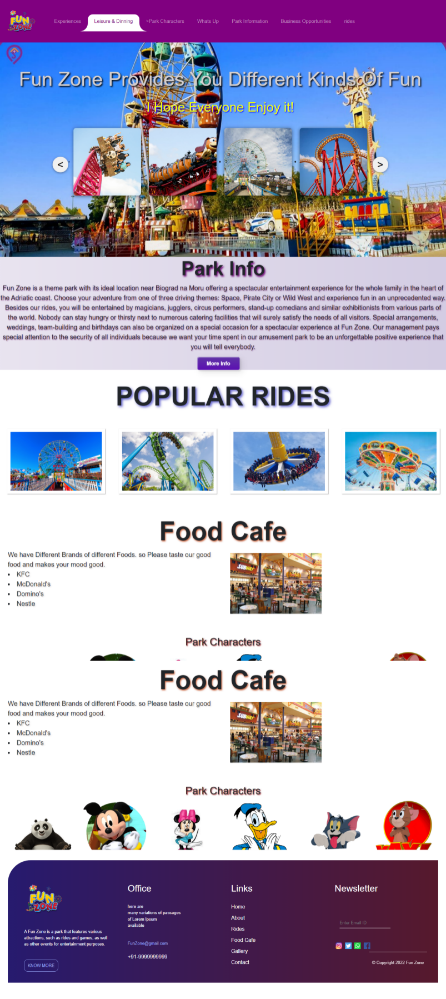 FUN
ZONE
Experiences
Leisure & Dinning
>Park Characters
Whats Up
Park Information
Business Opportunities
rides
S
STAR
Fun Zone Provides You Different Kinds Of Fun
I Hope Everyone Enjoy it!
<
>
Park Info
Fun Zone is a theme park with its ideal location near Biograd na Moru offering a spectacular entertainment experience for the whole family in the heart of
the Adriatic coast. Choose your adventure from one of three driving themes: Space, Pirate City or Wild West and experience fun in an unprecedented way.
Besides our rides, you will be entertained by magicians, jugglers, circus performers, stand-up comedians and similar exhibitionists from various parts of
the world. Nobody can stay hungry or thirsty next to numerous catering facilities that will surely satisfy the needs of all visitors. Special arrangements,
weddings, team-building and birthdays can also be organized on a special occasion for a spectacular experience at Fun Zone. Our management pays
special attention to the security of all individuals because we want your time spent in our amusement park to be an unforgettable positive experience that
you will tell everybody.
More Info
POPULAR RIDES
Food Cafe
We have Different Brands of different Foods. so Please taste our good
food and makes your mood good.
• KFC
• McDonald's
• Domino's
• Nestle
SUBWAY
Park Characters
Food Cafe
We have Different Brands of different Foods. so Please taste our good
food and makes your mood good.
• KFC
• McDonald's
• Domino's
• Nestle
SUBWAY
Park Characters
FUN
ZONE
A Fun Zone is a park that features various
attractions, such as rides and games, as well
as other events for entertainment purposes.
KNOW MORE
Office
here are
many variations of passages
of Lorem Ipsum
available
FunZone@gmail.com
+91-9999999999
Links
Home
About
Rides
Food Cafe
Gallery
Contact
Newsletter
Enter Email ID
© Copyright 2022 Fun Zone